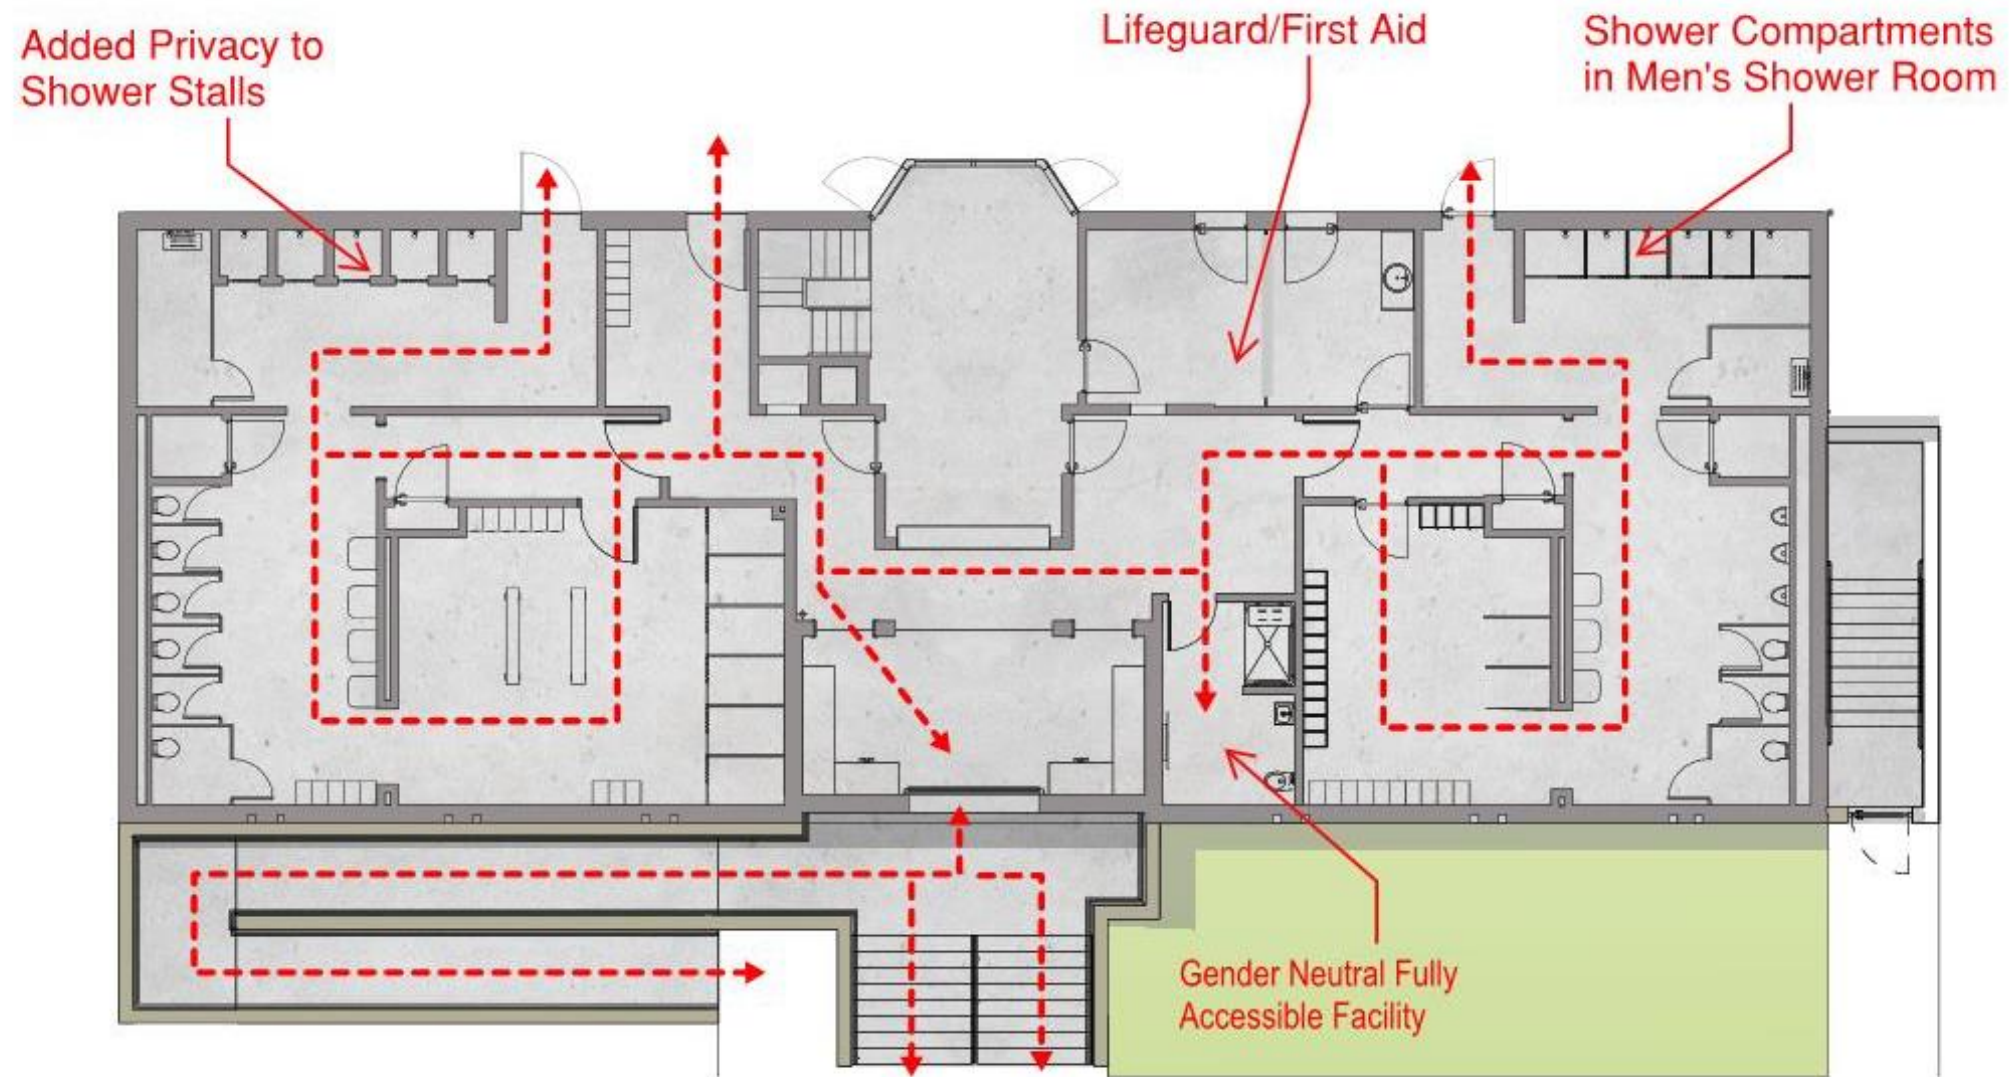 Added Privacy to
Shower Stalls
Lifeguard/First Aid
Shower Compartments
in Men's Shower Room
Gender Neutral Fully
Accessible Facility